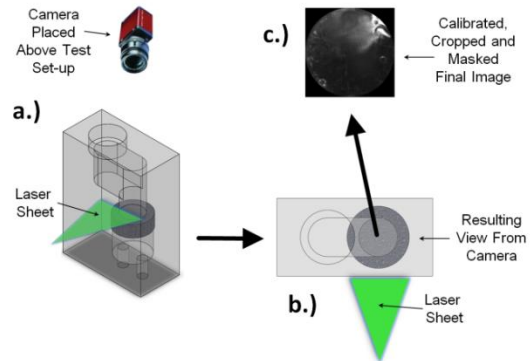 Camera
Placed
Above Test
Set-up
c.)
Calibrated,
Cropped and
Masked
Final Image
a.)
Laser
Sheet
Resulting
View From
Camera
b.)
Laser
Sheet